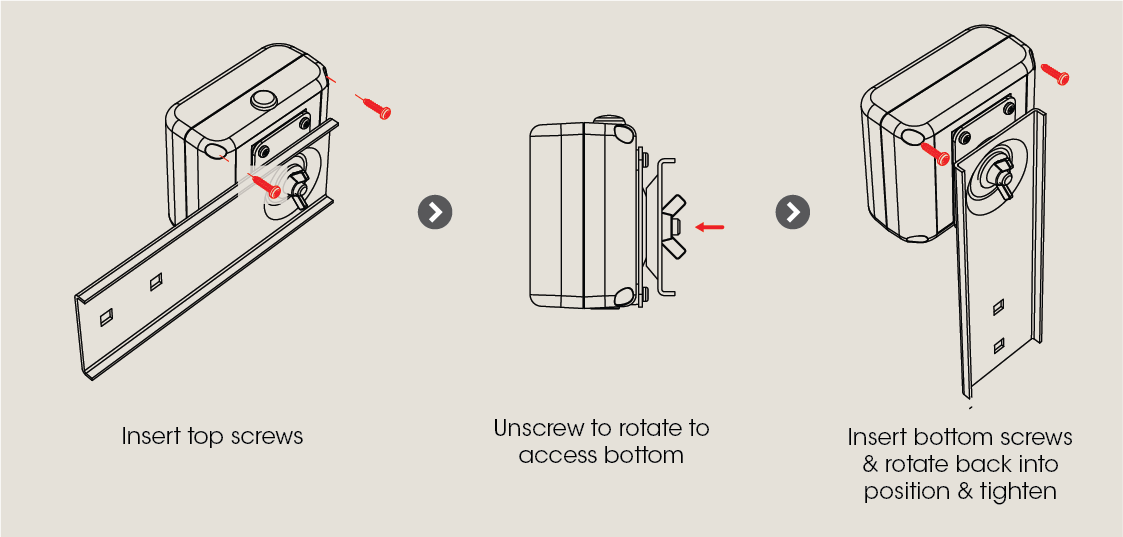 Insert top screws
Unscrew to rotate to
access bottom
Insert bottom screws
& rotate back into
position & tighten